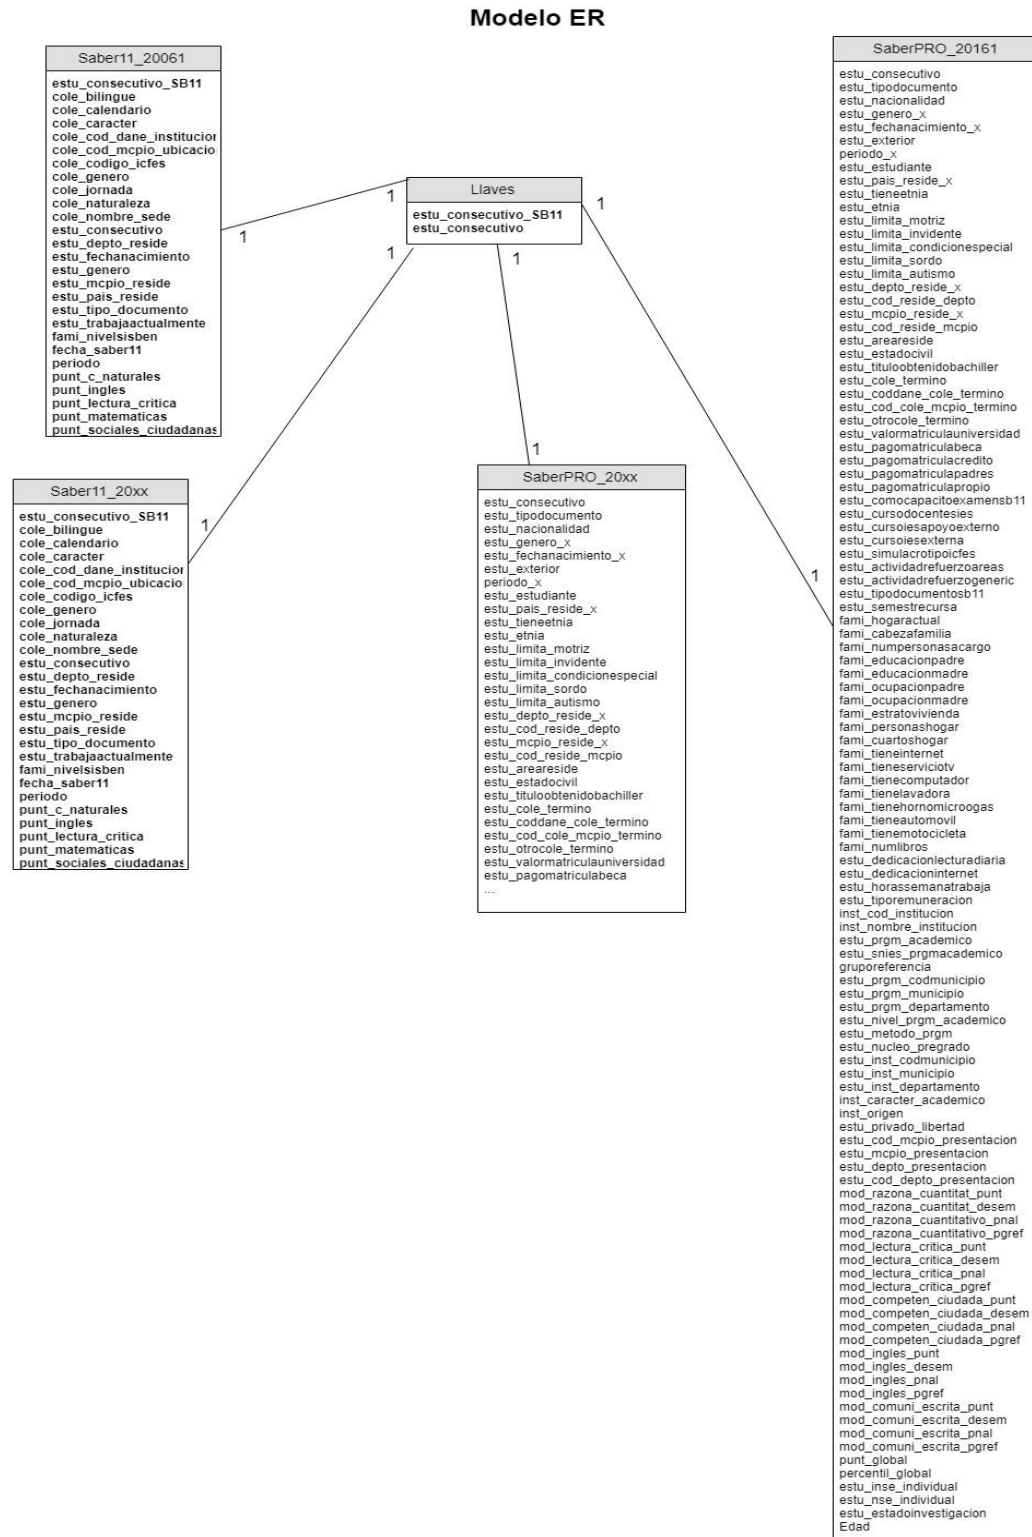 Modelo ER
Saber11_20061
estu_consecutivo_SB11
cole_bilingue
cole_calendario
cole_caracter
cole_cod_dane_institucion
cole_cod_mcpio_ubicacio
cole_codigo_icfes
cole_genero
cole_jornada
cole_naturaleza
cole_nombre_sede
estu_consecutivo
estu_depto_reside
estu_fechanacimiento
estu_genero
estu_mcpio_reside
estu_pais_reside
estu_tipo_documento
estu_trabajaactualmente
fami_nivelsisben
fecha_saber11
periodo
punt_c_naturales
punt_ingles
punt_lectura_critica
punt_matematicas
punt_sociales_ciudadanas
1
1
Llaves
estu_consecutivo_SB11
estu_consecutivo
1
1
1
1
1
1
Saber11_20xx
estu_consecutivo_SB11
cole_bilingue
cole_calendario
cole_caracter
cole_cod_dane_institucion
cole_cod_mcpio_ubicacio
cole_codigo_icfes
cole_genero
cole_jornada
cole_naturaleza
cole_nombre_sede
estu_consecutivo
estu_depto_reside
estu_fechanacimiento
estu_genero
estu_mcpio_reside
estu_pais_reside
estu_tipo_documento
estu_trabajaactualmente
fami_nivelsisben
fecha_saber11
periodo
punt_c_naturales
punt_ingles
punt_lectura_critica
punt_matematicas
punt_sociales_ciudadanas
SaberPRO_20xx
estu_consecutivo
estu_tipodocumento
estu_nacionalidad
estu_genero_x
estu_fechanacimiento_x
estu_exterior
periodo_x
estu_estudiante
estu_pais_reside_x
estu_tieneetnia
estu_etnia
estu_limita_motriz
estu_limita_invidente
estu_limita_condicionespecial
estu_limita_sordo
estu_limita_autismo
estu_depto_reside_x
estu_cod_reside_depto
estu_mcpio_reside_x
estu_cod_reside_mcpio
estu_areareside
estu_estadocivil
estu_tituloobtenidobachiller
estu_cole_termino
estu_coddane_cole_termino
estu_cod_cole_mcpio_termino
estu_otrocole_termino
estu_valormatriculauniversidad
estu_pagomatriculabeca
...
SaberPRO_20161
estu_consecutivo
estu_tipodocumento
estu_nacionalidad
estu_genero_x
estu_fechanacimiento_x
estu_exterior
periodo_x
estu_estudiante
estu_pais_reside_x
estu_tieneetnia
estu_etnia
estu_limita_motriz
estu_limita_invidente
estu_limita_condicionespecial
estu_limita_sordo
estu_limita_autismo
estu_depto_reside_x
estu_cod_reside_depto
estu_mcpio_reside_x
estu_cod_reside_mcpio
estu_areareside
estu_estadocivil
estu_tituloobtenidobachiller
estu_cole_termino
estu_coddane_cole_termino
estu_cod_cole_mcpio_termino
estu_otrocole_termino
estu_valormatriculauniversidad
estu_pagomatriculabeca
estu_pagomatriculacredito
estu_pagomatriculapadres
estu_pagomatriculapropio
estu_comocapacitoexamensb11
estu_cursodocentesies
estu_cursoiesapoyoexterno
estu_cursoiesexterna
estu_simulacrotipoicfes
estu_actividadrefuerzoareas
estu_actividadrefuerzogeneric
estu_tipodocumentosb11
estu_semestrecursa
fami_hogaractual
fami_cabezafamilia
fami_numpersonasacargo
fami_educacionpadre
fami_educacionmadre
fami_ocupacionpadre
fami_ocupacionmadre
fami_estratovivienda
fami_personashogar
fami_cuartoshogar
fami_tieneinternet
fami_tieneserviciotv
fami_tienecomputador
fami_tienelavadora
fami_tienehornomicroogas
fami_tieneautomovil
fami_tienemotocicleta
fami_numlibros
estu_dedicacionlecturadiaria
estu_dedicacioninternet
estu_horassemanatrabaja
estu_tiporemuneracion
inst_cod_institucion
inst_nombre_institucion
estu_prgm_academico
estu_snies_prgmacademico
gruporeferencia
estu_prgm_codmunicipio
estu_prgm_municipio
estu_prgm_departamento
estu_nivel_prgm_academico
estu_metodo_prgm
estu_nucleo_pregrado
estu_inst_codmunicipio
estu_inst_municipio
estu_inst_departamento
inst_caracter_academico
inst_origen
estu_privado_libertad
estu_cod_mcpio_presentacion
estu_mcpio_presentacion
estu_depto_presentacion
estu_cod_depto_presentacion
mod_razona_cuantitat_punt
mod_razona_cuantitat_desem
mod_razona_cuantitativo_pnal
mod_razona_cuantitativo_pgref
mod_lectura_critica_punt
mod_lectura_critica_desem
mod_lectura_critica_pnal
mod_lectura_critica_pgref
mod_competen_ciudada_punt
mod_competen_ciudada_desem
mod_competen_ciudada_pnal
mod_competen_ciudada_pgref
mod_ingles_punt
mod_ingles_desem
mod_ingles_pnal
mod_ingles_pgref
mod_comuni_escrita_punt
mod_comuni_escrita_desem
mod_comuni_escrita_pnal
mod_comuni_escrita_pgref
punt_global
percentil_global
estu_inse_individual
estu_nse_individual
estu_estadoinvestigacion
Edad